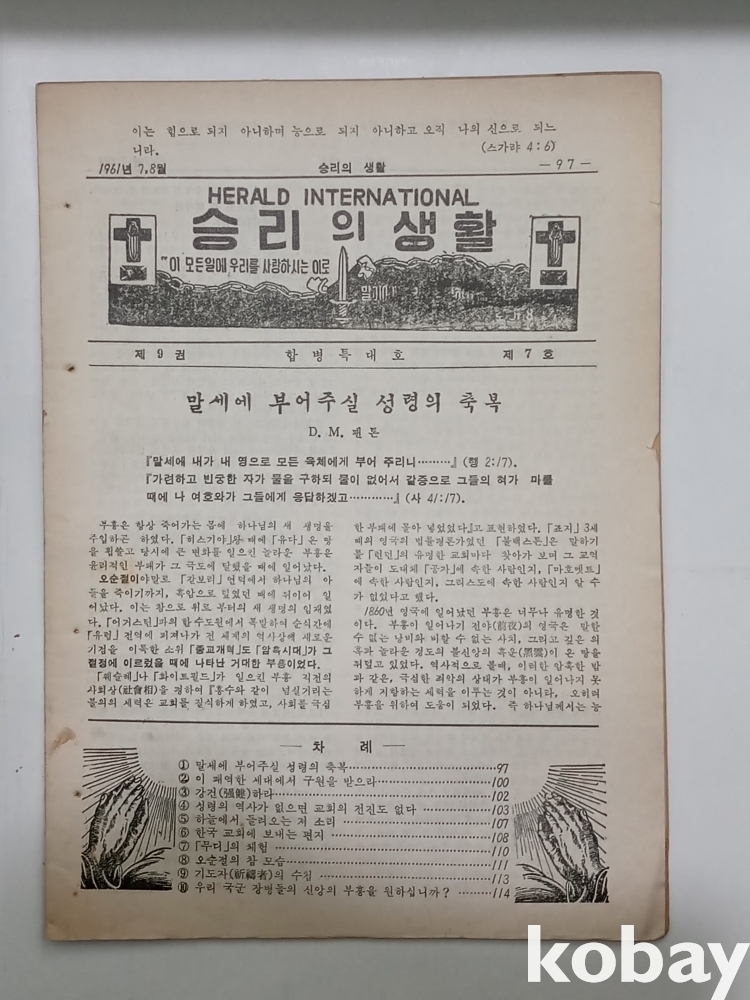 이는 힘으로 되지 아니하며 능으로 되지 아니하고 오직 나의 신으로 되느
니라. (스가랴 4:6)
1961년 7,8월 승리의 생활 -97-
HERALD INTERNATIONAL
승리의 생활
"이 모든일에 우리를 사랑하시는 이로
제9권 합병특대호 제7호
말세에 부어주실 성령의 축복
D. M. 팬톤
『말세에 내가 내 영으로 모든 육체에게 부어 주리니………』 (행 2:17).
『가련하고 빈궁한 자가 물을 구하되 물이 없어서 갈증으로 그들의 혀가 마를
때에 나 여호와가 그들에게 응답하겠고…………』 (사 41:17).
부흥은 항상 죽어가는 몸에 하나님의 새 생명을
주입하곤 하였다. 「히스기야」왕 때에 「유다」온 땅
을 휩쓸고 당시에 큰 변화를 일으킨 놀라운 부흥은
윤리적인 부패가 그 극도에 달했을 때에 일어났다.
오순절이야말로 「갈보리」언덕에서 하나님의 아
들을 죽이기까지, 흑암으로 덮였던 때에 뒤이어 일
어났다. 이는 참으로 위로 부터의 새 생명의 임재였
다. 「어거스틴」파의 한 수도원에서 폭발하여 순식간에
「유럽」전역에 퍼져나가 전 세계의 역사상에 새로운
기정을 이룩한 소위 「종교개혁」도 「암흑시대」가 그
절정에 이르렀을 때에 나타난 거대한 부흥이었다.
「웨슬레」나 「화이트필드」가 일으킨 부흥 직전의
사회상(社會相)을 평하여 『홍수와 같이 넘실거리는
불의의 세력은 교회를 질식하게 하였고, 사회를 극심
한 부패에 몰아 넣었었다』고 표현하였다. 「죠지」3세
때의 영국의 법률평론가였던 「블랙스톤」은 말하기
를 「런던」의 유명한 교회마다 찾아가 보며 그 교역
자들이 도대체 「공자」에 속한 사람인지, 「마호멧트」
에 속한 사람인지, 그리스도에 속한 사람인지 알 수
가 없었다고 했다.
1860년 영국에 일어났던 부흥은 너무나 유명한 것
이다. 부흥이 일어나기 전야(前夜)의 영국은 말할
수 없는 낭비와 비할 수 없는 사치, 그리고 깊은 의
혹과 놀라운 정도의 불신앙의 흑운(黑雲)이 온 땅을
뒤덮고 있었다. 역사적으로 볼때, 이러한 암흑한 밤
과 같은, 극심한 죄악의 상태가 부흥이 일어나지 못
하게 저항하는 세력을 이루는 것이 아니라, 오히려
부흥을 위하여 도움이 되었다. 즉 하나님께서는 능
차 례
① 말세에 부어주실 성령의 축복 97
② 이 패역한 세대에서 구원을 받으라 100
③ 강건(强健)하라 102
④ 성령의 역사가 없으면 교회의 전진도 없다 103
⑤ 하늘에서 들려오는 저 소리 107
⑥ 한국 교회에 보내는 편지 108
⑦ 「무디」의 체험 110
⑧ 오순절의 참 모습 111
⑨ 기도자(祈禱者)의 수칙 113
⑩ 우리 국군 장병들의 신앙의 부흥을 원하십니까? 114
kobay